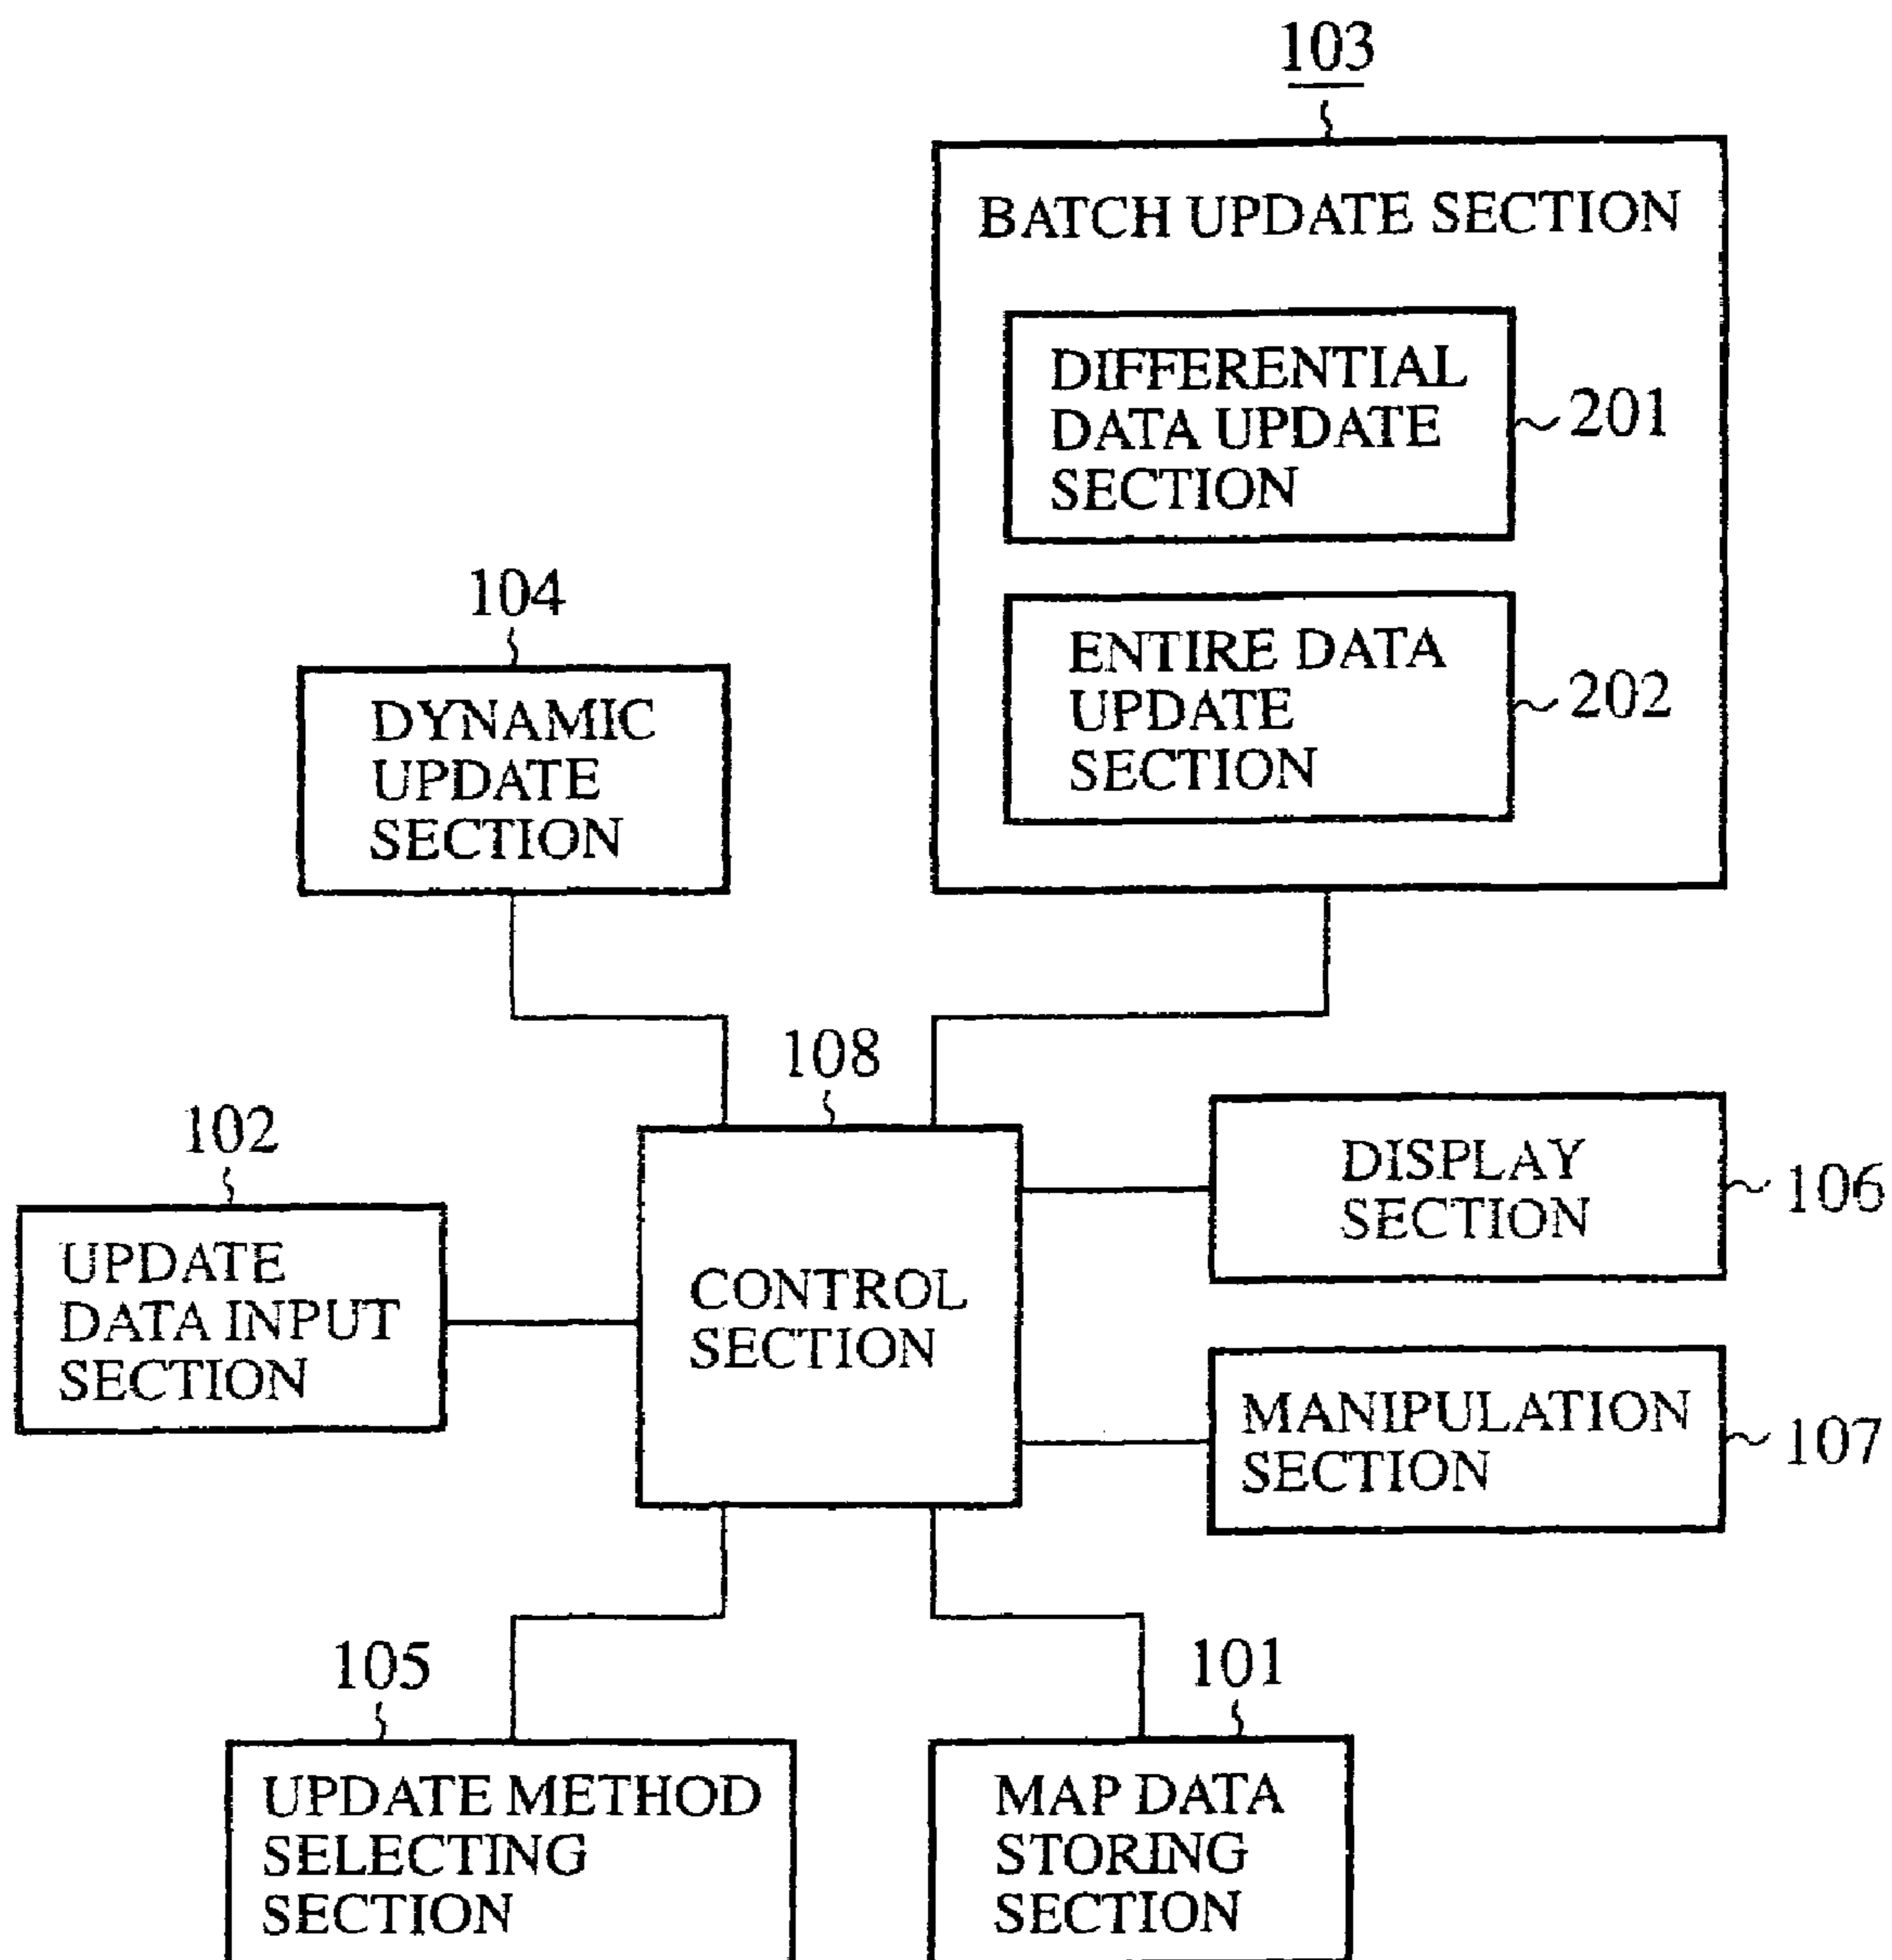 103
BATCH UPDATE SECTION
DIFFERENTIAL
DATA UPDATE
SECTION
201
ENTIRE DATA
UPDATE
SECTION
202
104
DYNAMIC
UPDATE
SECTION
108
CONTROL
SECTION
102
UPDATE
DATA INPUT
SECTION
DISPLAY
SECTION
106
MANIPULATION
SECTION
107
105
UPDATE METHOD
SELECTING
SECTION
101
MAP DATA
STORING
SECTION